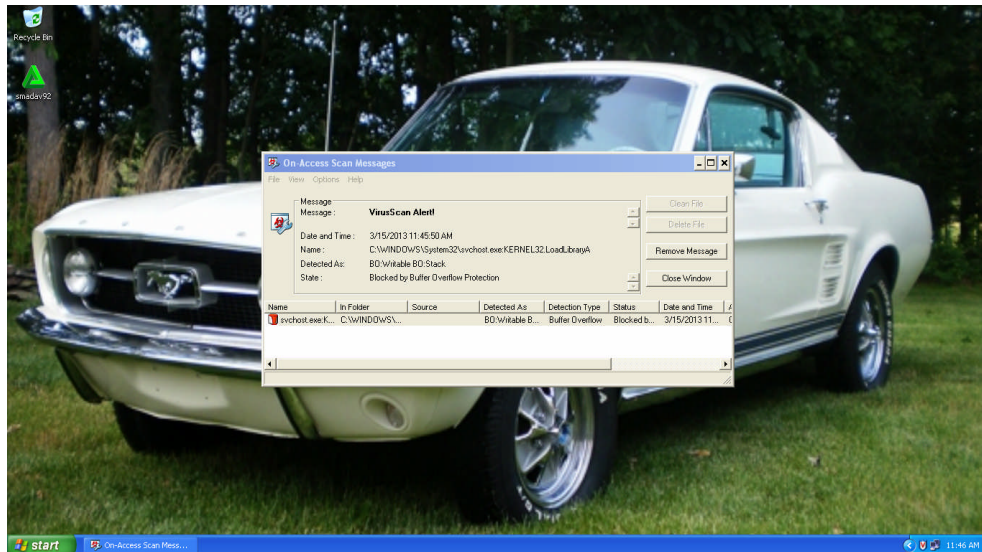 Recycle Bin
smadav92
On-Access Scan Messages
File View Options Help
Message
Message : VirusScan Alert!
Date and Time : 3/15/2013 11:45:50 AM
Name : C:\WINDOWS\System32\svchost.exe:KERNEL32.LoadLibraryA
Detected As: BO:Writable BO:Stack
State : Blocked by Buffer Overflow Protection
Clean File
Delete File
Remove Message
Close Window
Name In Folder Source Detected As Detection Type Status Date and Time
svchost.exe:K... C:\WINDOWS\... BO:Writable B... Buffer Overflow Blocked b... 3/15/2013 11...
start On-Access Scan Mess... 11:46 AM